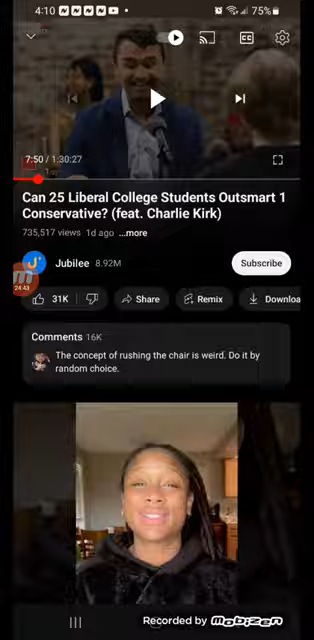 4:10
75%
CC
7:50 / 1:30:27
Can 25 Liberal College Students Outsmart 1
Conservative? (feat. Charlie Kirk)
735,517 views 1d ago ...more
Jubilee 8.92M
Subscribe
24:43
31K
Share
Remix
Downloa
Comments 16K
The concept of rushing the chair is weird. Do it by
random choice.
Recorded by mobizen